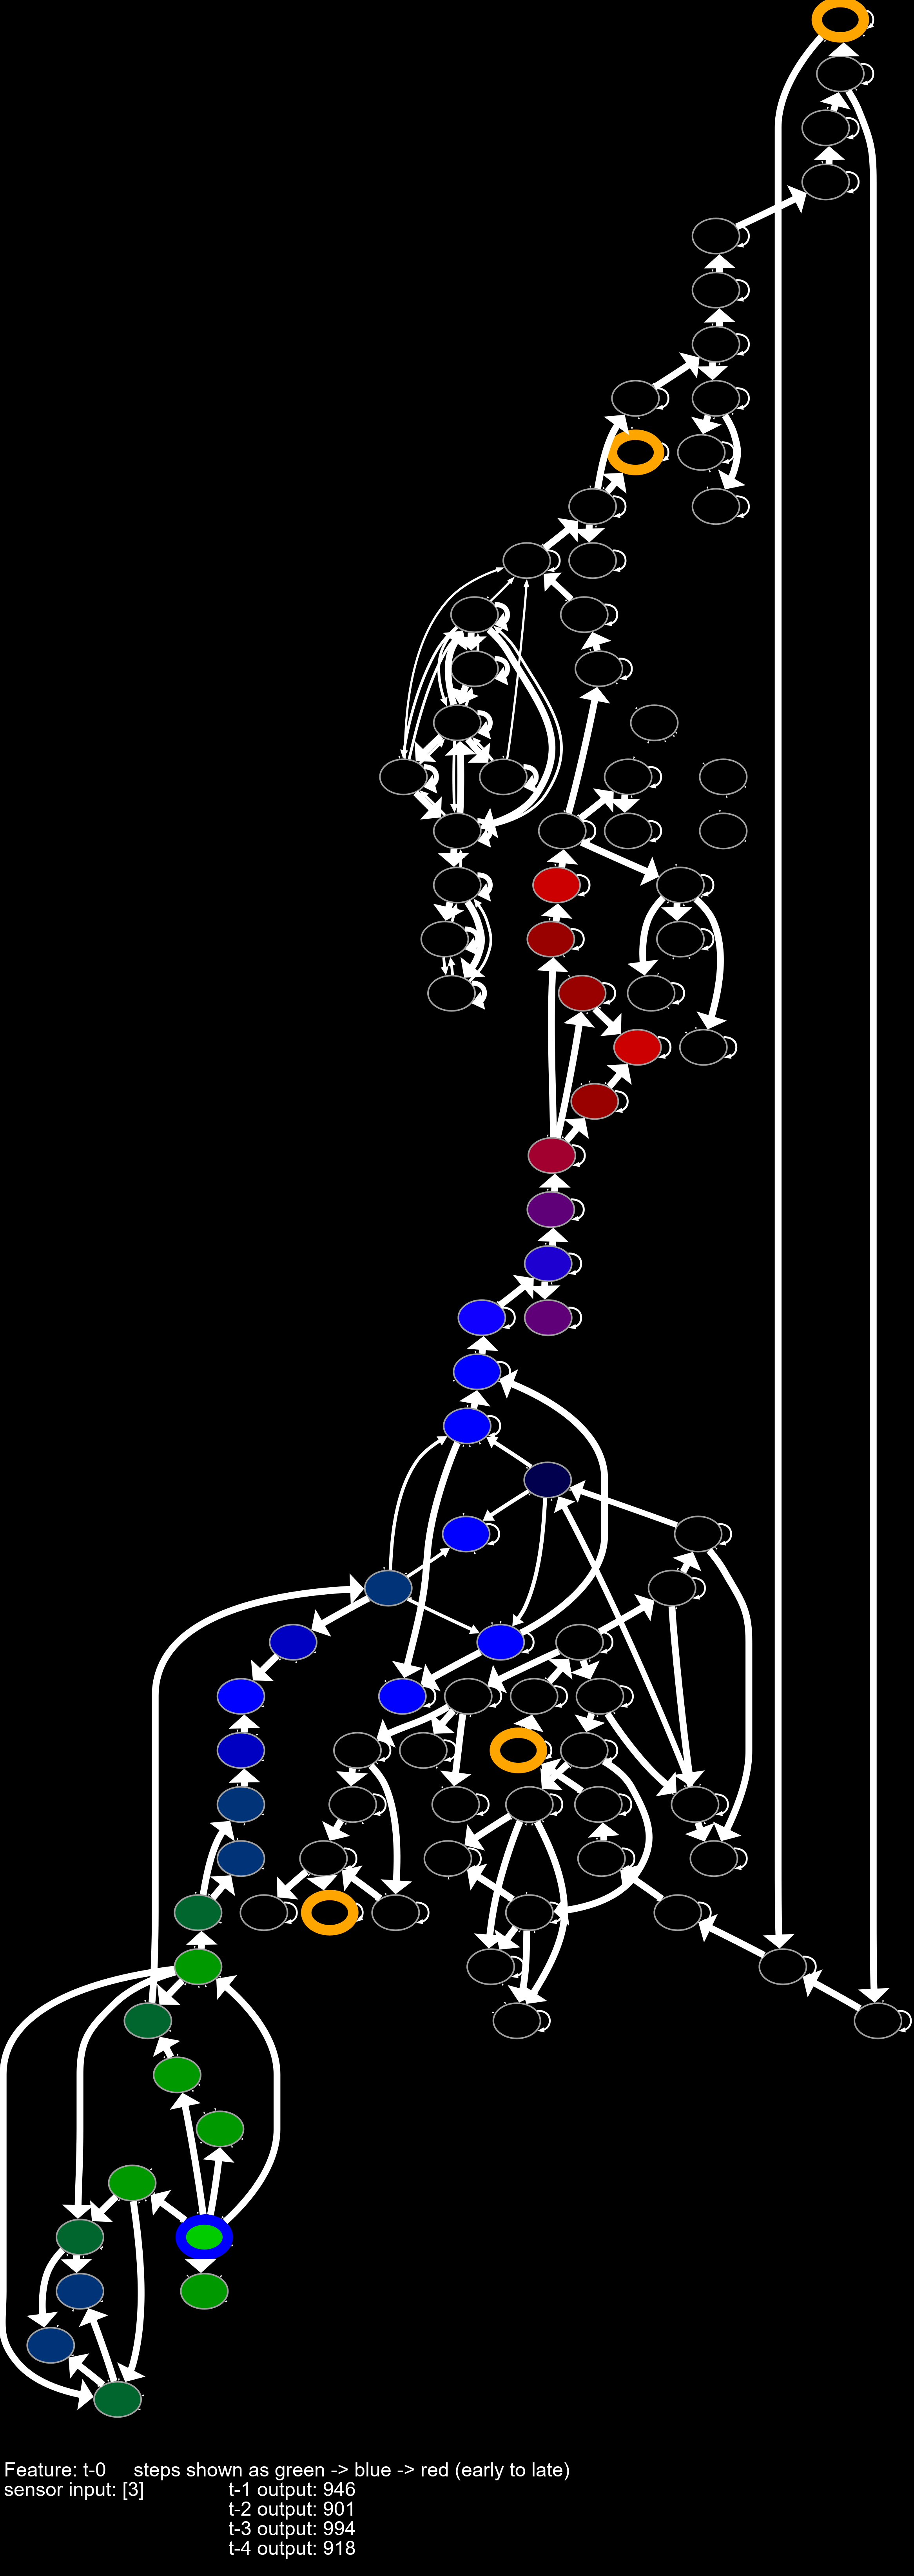 Feature: t-0 steps shown as green -> blue -> red (early to late)
sensor input: [3] t-1 output: 946
t-2 output: 901
t-3 output: 994
t-4 output: 918